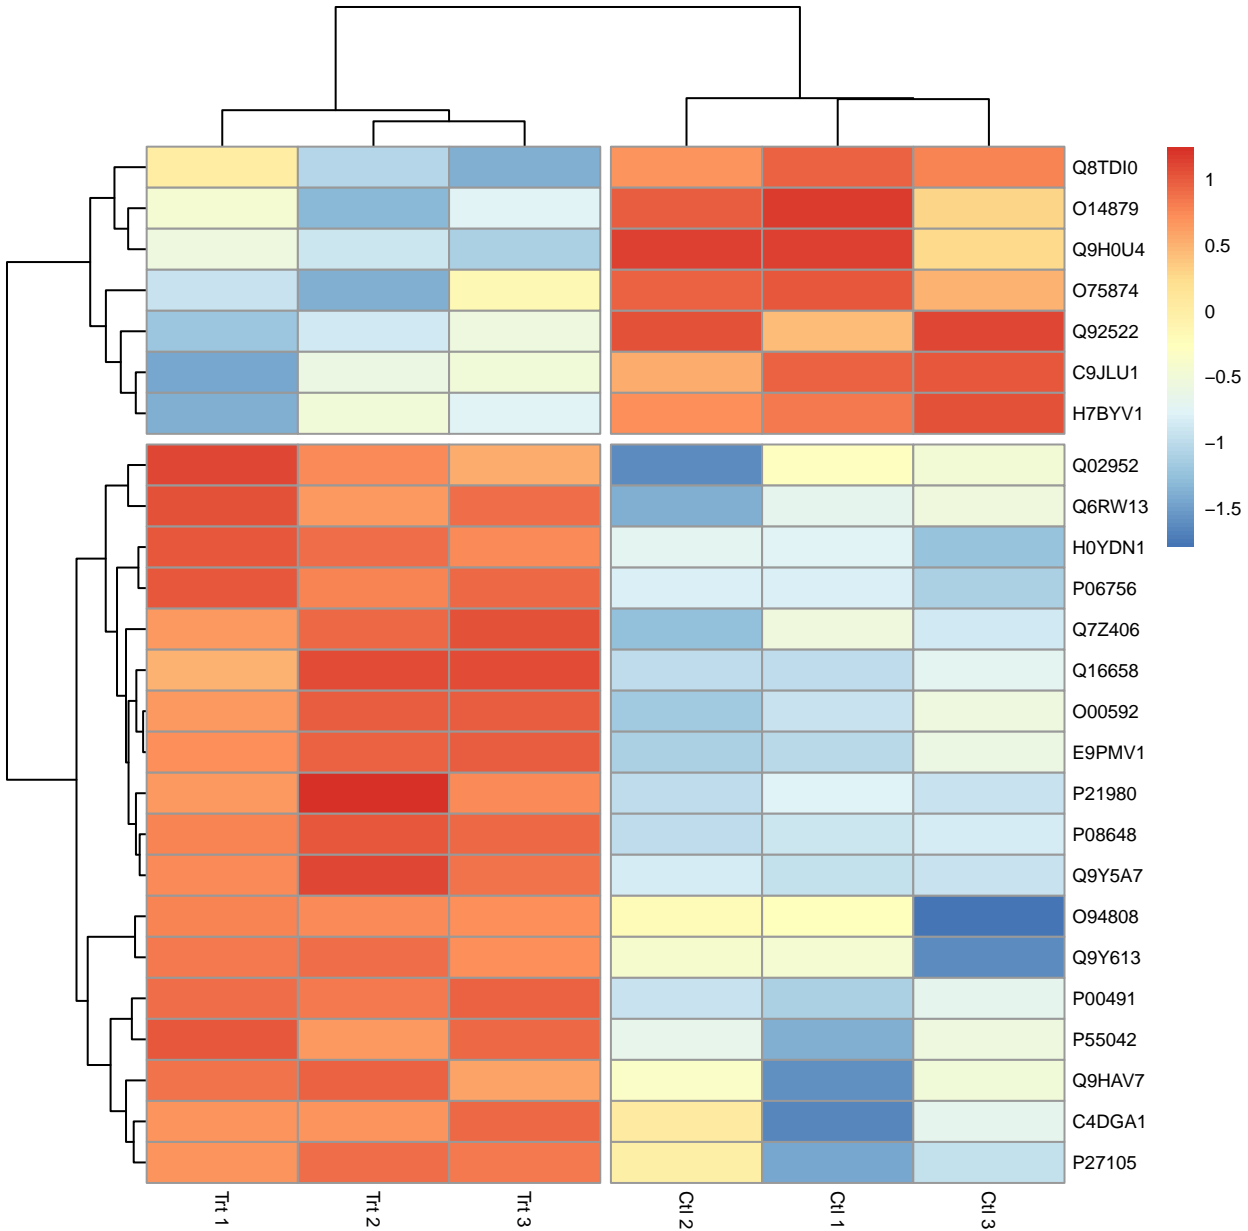 Q8TDI0
O14879
Q9H0U4
O75874
Q92522
C9JLU1
H7BYV1
Q02952
Q6RW13
H0YDN1
P06756
Q7Z406
Q16658
O00592
E9PMV1
P21980
P08648
Q9Y5A7
O94808
Q9Y613
P00491
P55042
Q9HAV7
C4DGA1
P27105
1
0.5
0
−0.5
−1
−1.5
Trt 1
Trt 2
Trt 3
Ctl 2
Ctl 1
Ctl 3